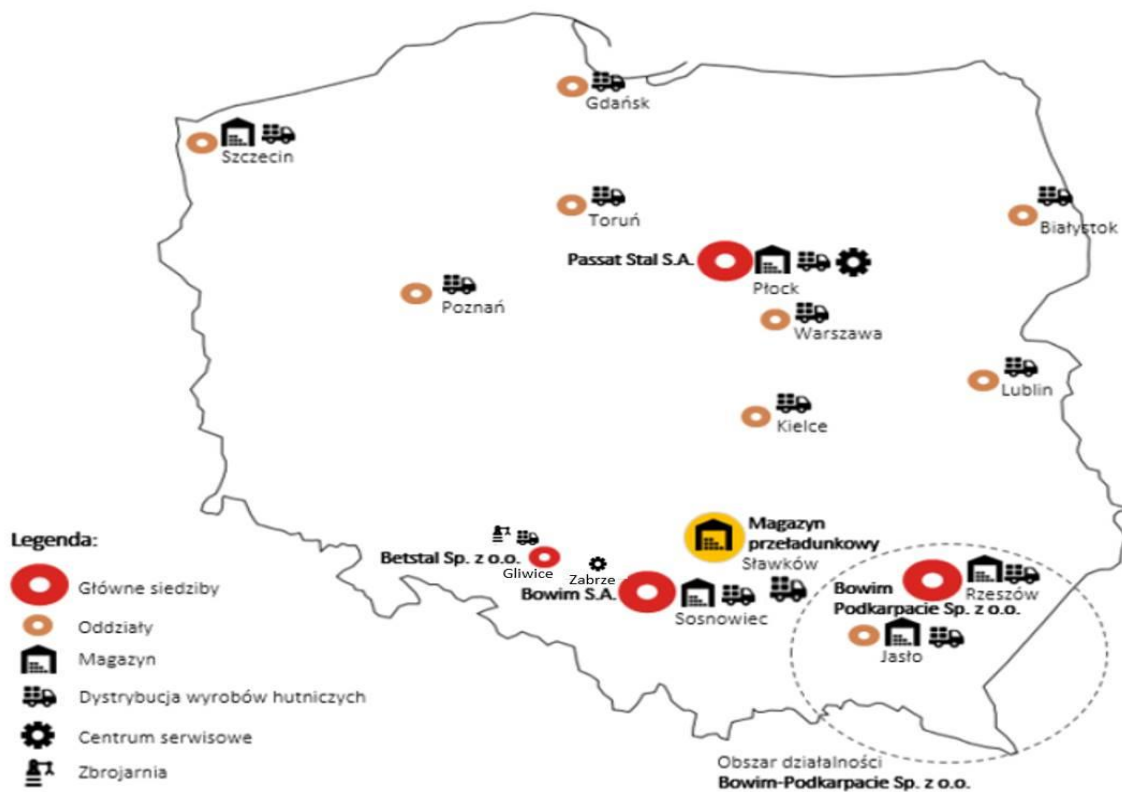 Gdańsk
Szczecin
Toruń
Białystok
Passat Stal S.A.
Płock
Poznań
Warszawa
Lublin
Kielce
Legenda:
Główne siedziby
Oddziały
Magazyn
Dystrybucja wyrobów hutniczych
Centrum serwisowe
Zbrojarnia
Magazyn
przeładunkowy
Sławków
Betstal Sp. z o.o.
Gliwice
Zabrze
Bowim S.A.
Sosnowiec
Bowim
Podkarpacie Sp. z o.o.
Rzeszów
Jasło
Obszar działalności
Bowim-Podkarpacie Sp. z o.o.